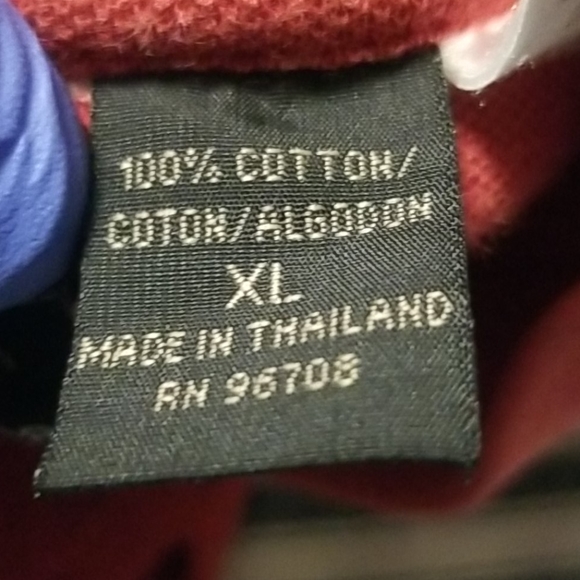 100% COTTON/
COTON/ALGODON
XL
MADE IN THAILAND
RN 96708